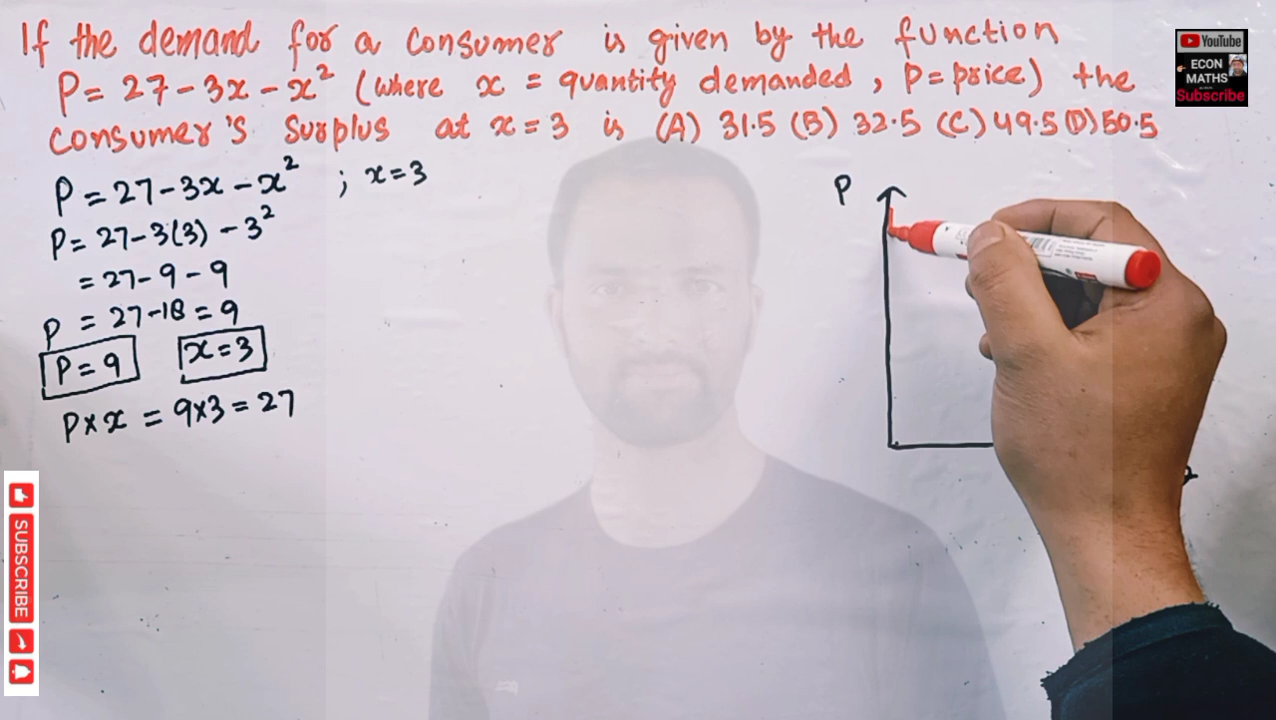 If the demand for a consumer is given by the function
P = 27 - 3x - x² (where x = quantity demanded, P = price) the
consumer's surplus at x = 3 is (A) 31.5 (B) 32.5 (C) 49.5 (D) 50.5
P = 27 - 3x - x² ; x = 3
P = 27 - 3(3) - 3²
= 27 - 9 - 9
P = 27 - 18 = 9
P = 9 x = 3
P × x = 9×3 = 27
P
YouTube
ECON
MATHS
Subscribe
SUBSCRIBE